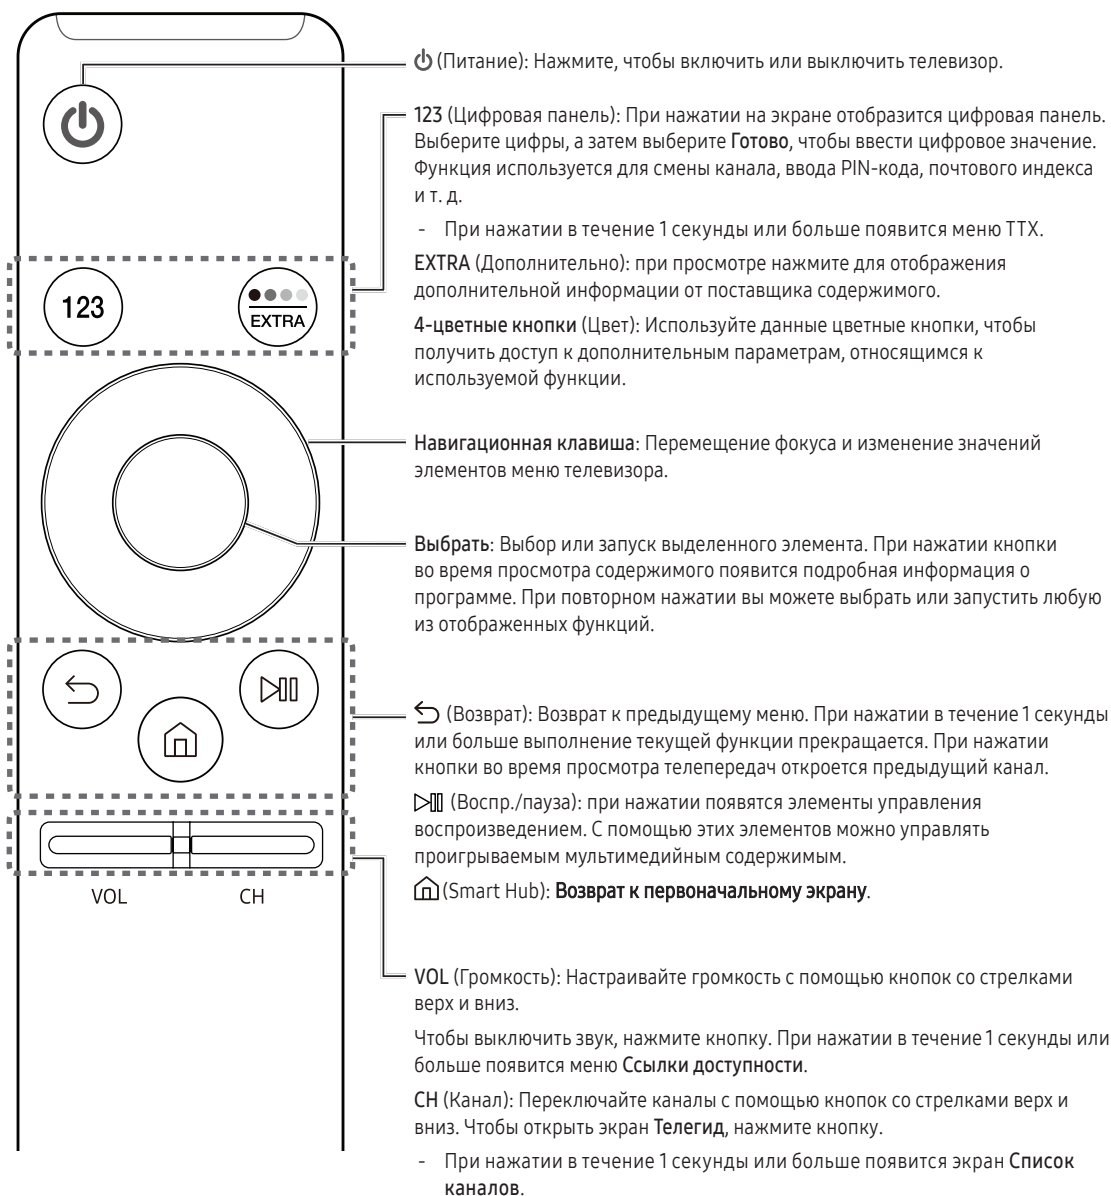 (Питание): Нажмите, чтобы включить или выключить телевизор.
123 (Цифровая панель): При нажатии на экране отобразится цифровая панель.
Выберите цифры, а затем выберите Готово, чтобы ввести цифровое значение.
Функция используется для смены канала, ввода PIN-кода, почтового индекса
и т. д.
- При нажатии в течение 1 секунды или больше появится меню TTX.
EXTRA (Дополнительно): при просмотре нажмите для отображения
дополнительной информации от поставщика содержимого.
4-цветные кнопки (Цвет): Используйте данные цветные кнопки, чтобы
получить доступ к дополнительным параметрам, относящимся к
используемой функции.
123
EXTRA
Навигационная клавиша: Перемещение фокуса и изменение значений
элементов меню телевизора.
Выбрать: Выбор или запуск выделенного элемента. При нажатии кнопки
во время просмотра содержимого появится подробная информация о
программе. При повторном нажатии вы можете выбрать или запустить любую
из отображенных функций.
(Возврат): Возврат к предыдущему меню. При нажатии в течение 1 секунды
или больше выполнение текущей функции прекращается. При нажатии
кнопки во время просмотра телепередач откроется предыдущий канал.
(Воспр./пауза): при нажатии появятся элементы управления
воспроизведением. С помощью этих элементов можно управлять
проигрываемым мультимедийным содержимым.
(Smart Hub): Возврат к первоначальному экрану.
VOL
CH
VOL (Громкость): Настраивайте громкость с помощью кнопок со стрелками
верх и вниз.
Чтобы выключить звук, нажмите кнопку. При нажатии в течение 1 секунды или
больше появится меню Ссылки доступности.
CH (Канал): Переключайте каналы с помощью кнопок со стрелками верх и
вниз. Чтобы открыть экран Телегид, нажмите кнопку.
- При нажатии в течение 1 секунды или больше появится экран Список
каналов.